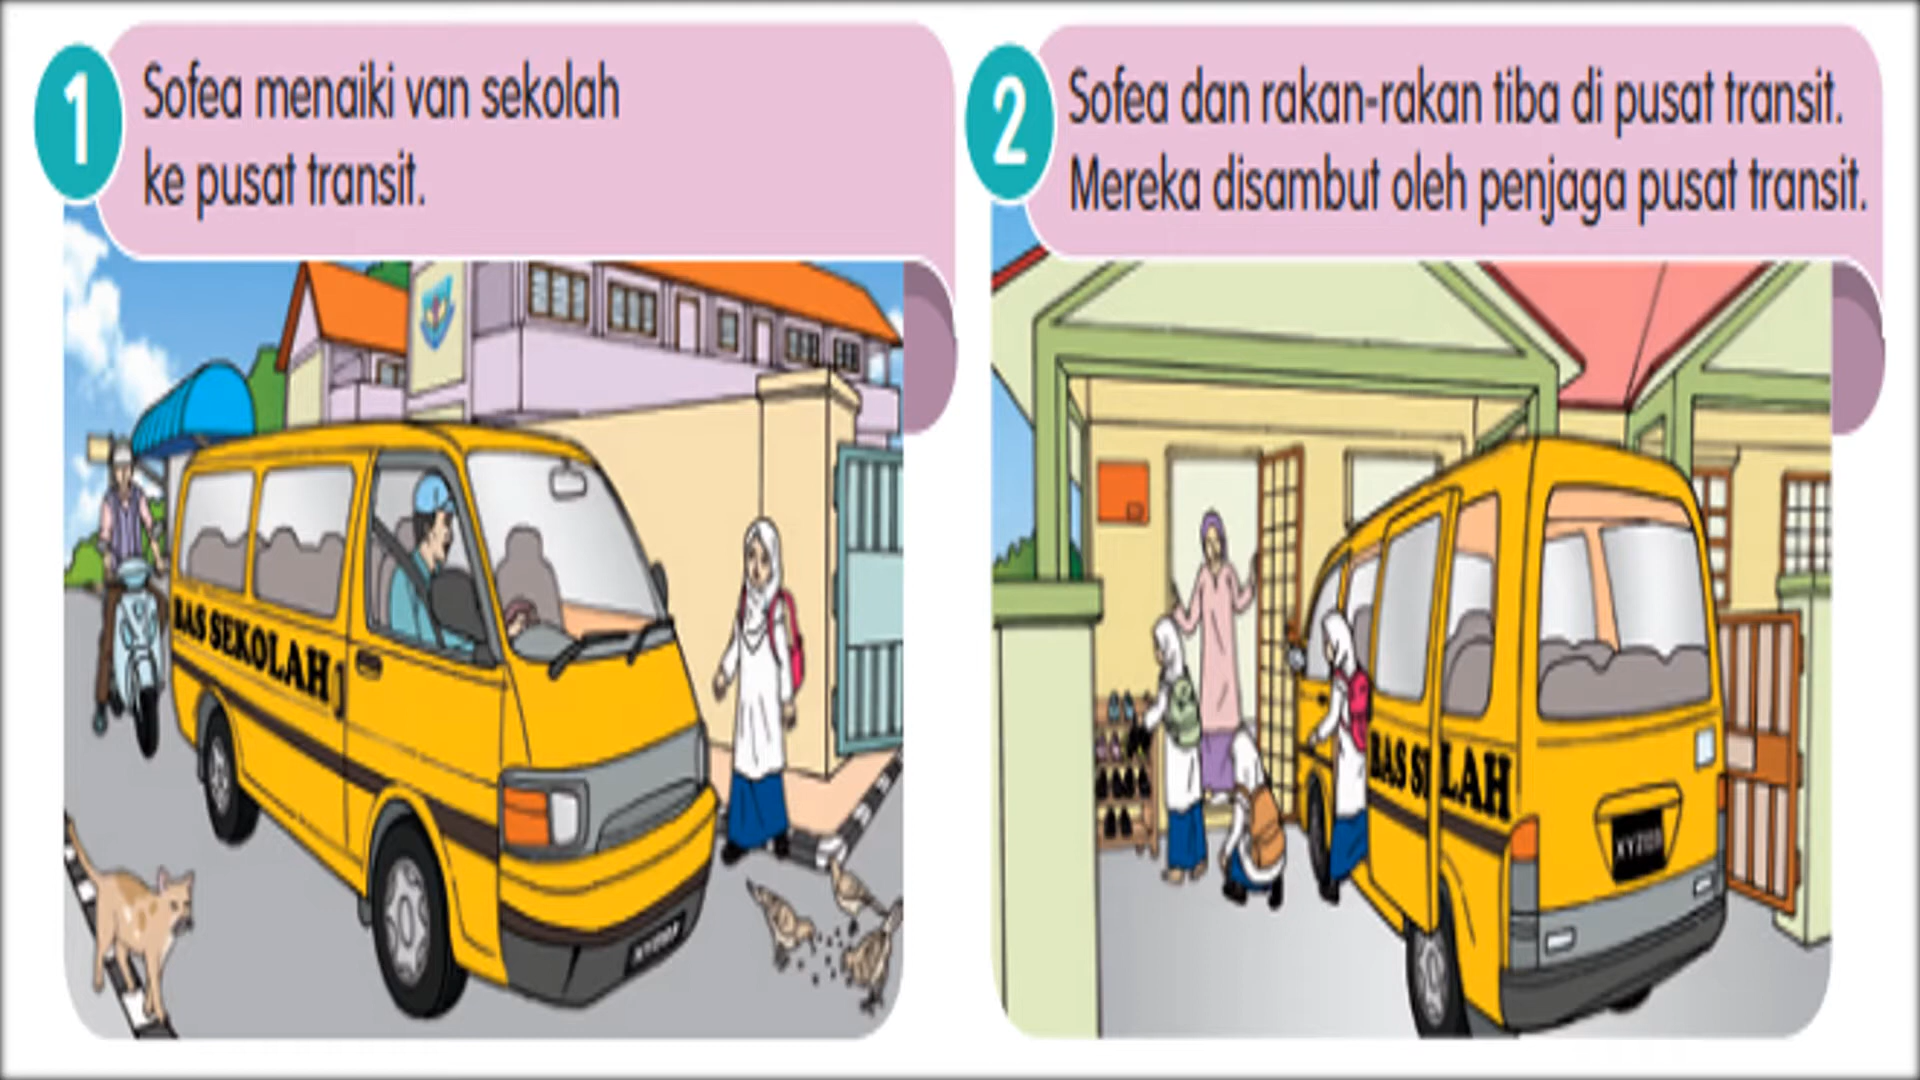 1
Sofea menaiki van sekolah
ke pusat transit.
BAS SEKOLAH
2
Sofea dan rakan-rakan tiba di pusat transit.
Mereka disambut oleh penjaga pusat transit.
BAS S LAH